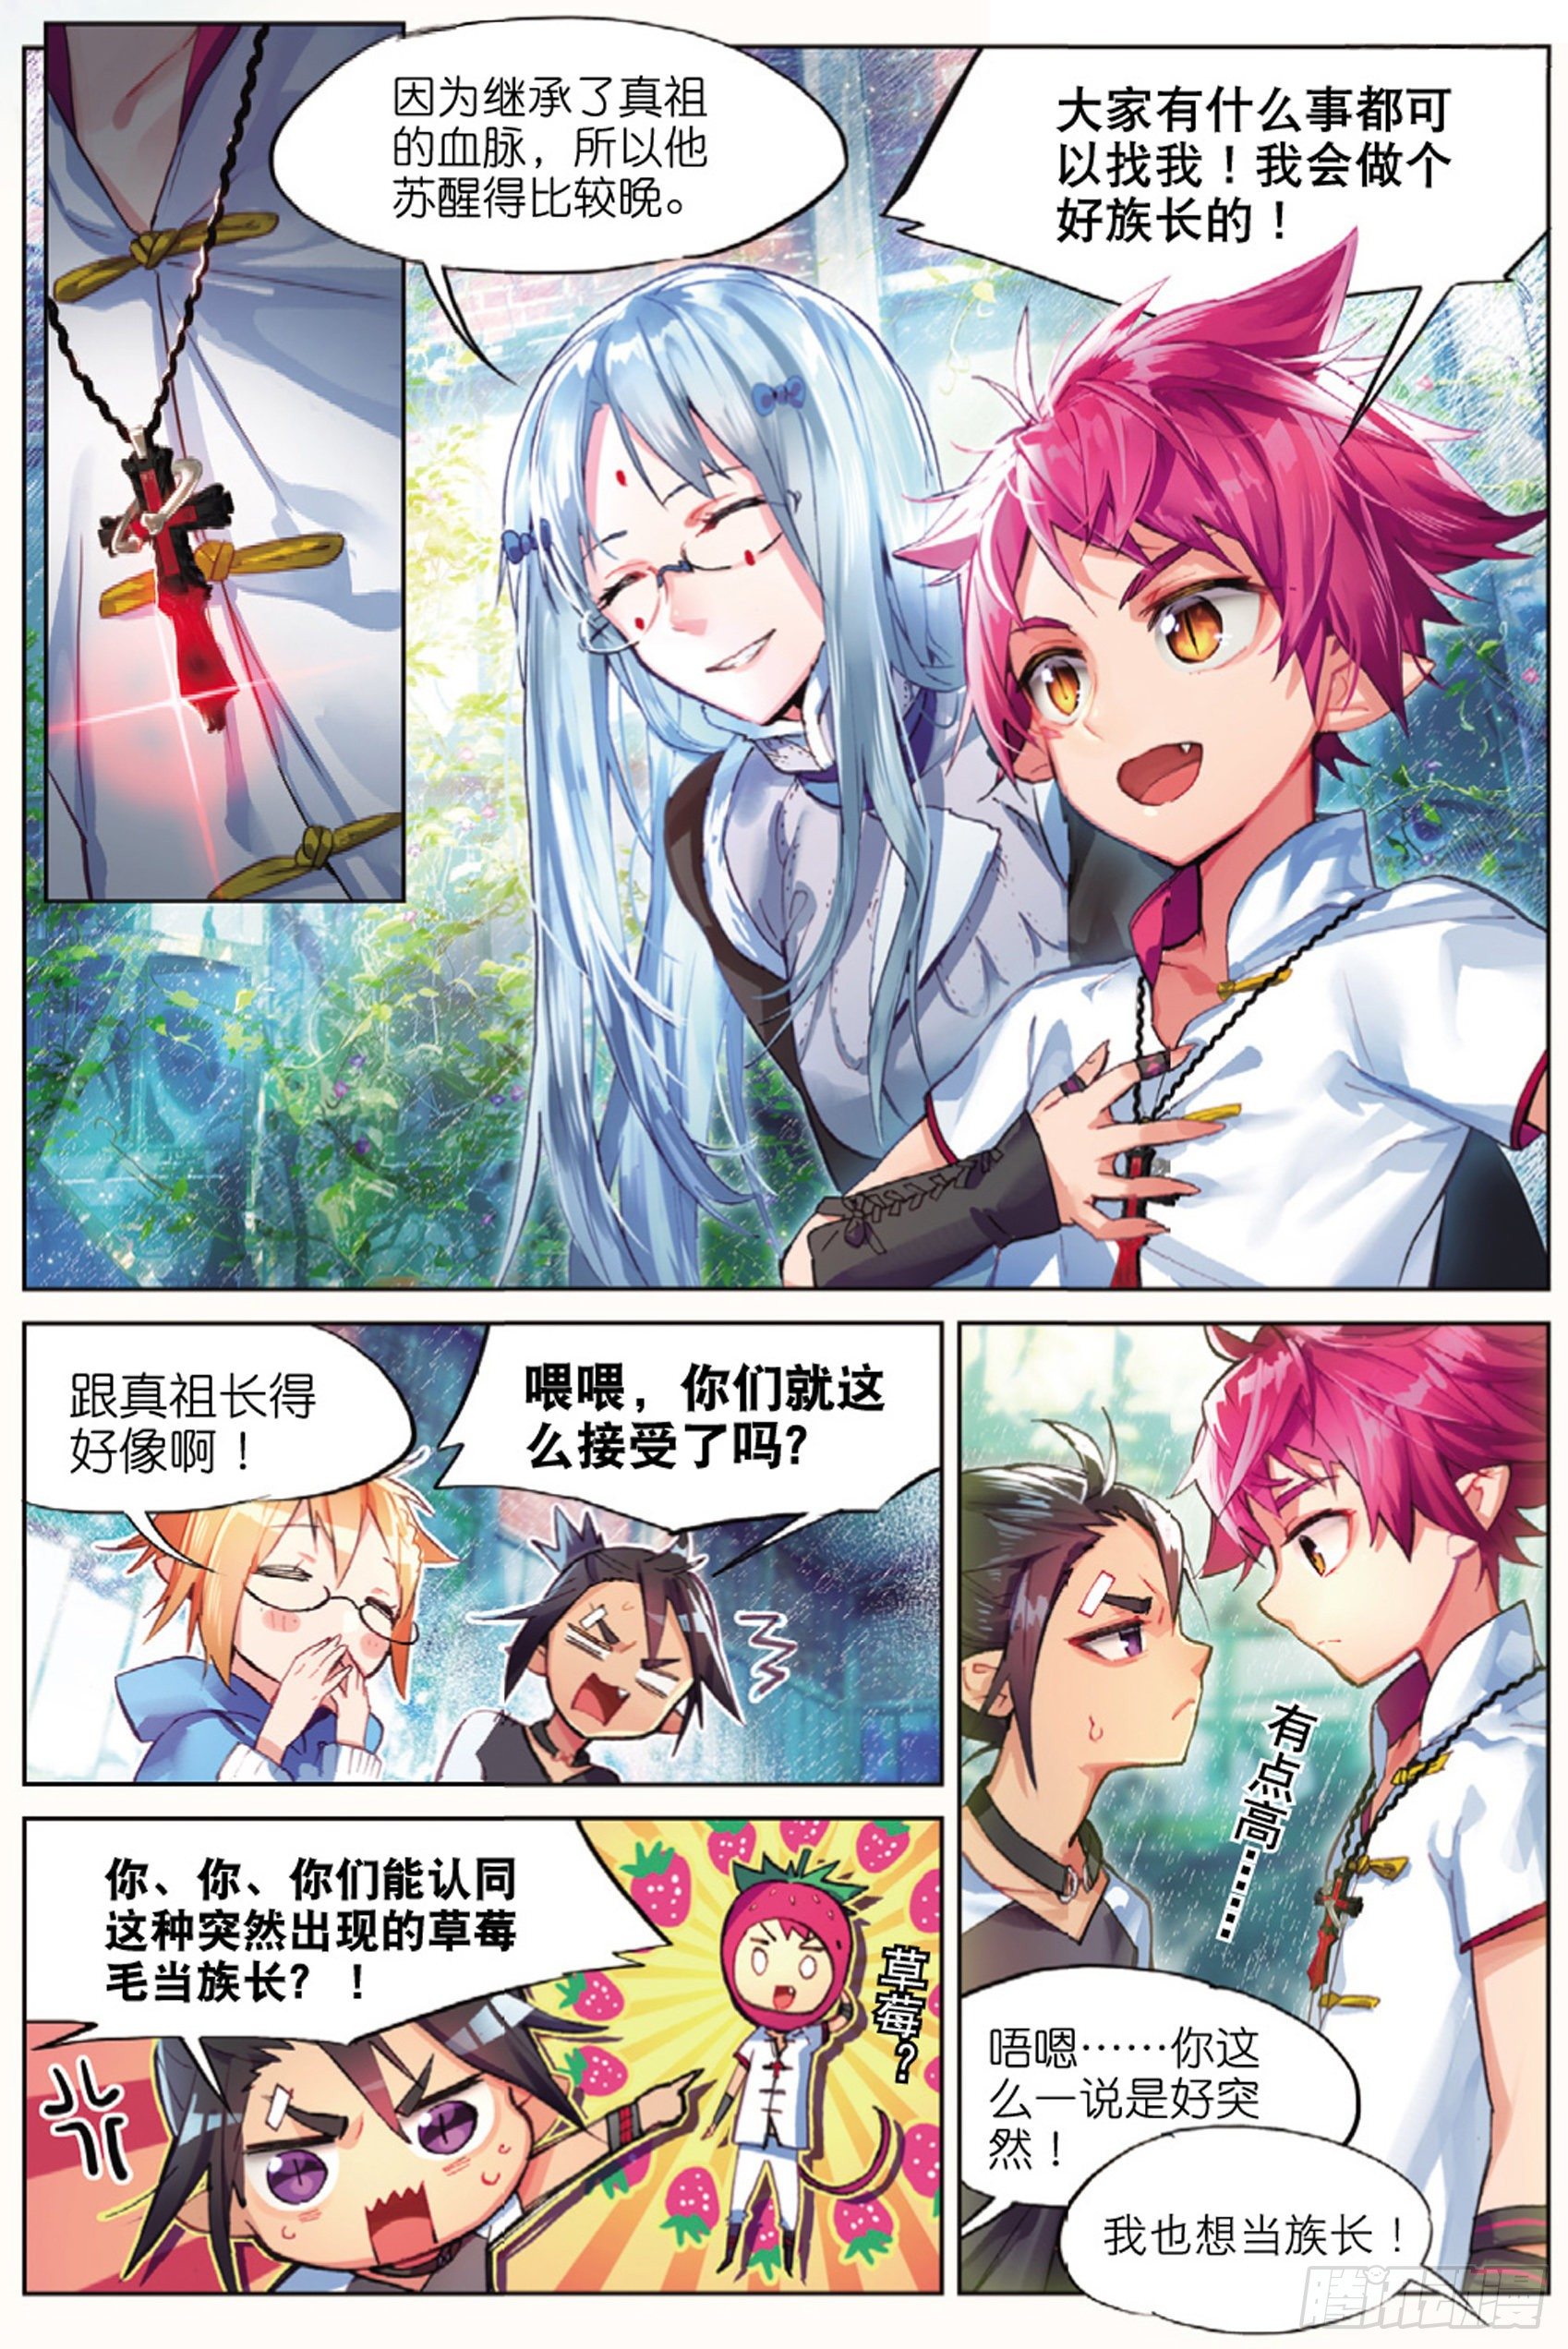 因为继承了真祖
的血脉，所以他
苏醒得比较晚。
大家有什么事都可
以找我！我会做个
好族长的！
跟真祖长得
好像啊！
喂喂，你们就这
么接受了吗？
有点高……
你、你、你们能认同
这种突然出现的草莓
毛当族长？！
草莓？
唔嗯……你这
么一说是好突
然！
我也想当族长！
腾讯动漫